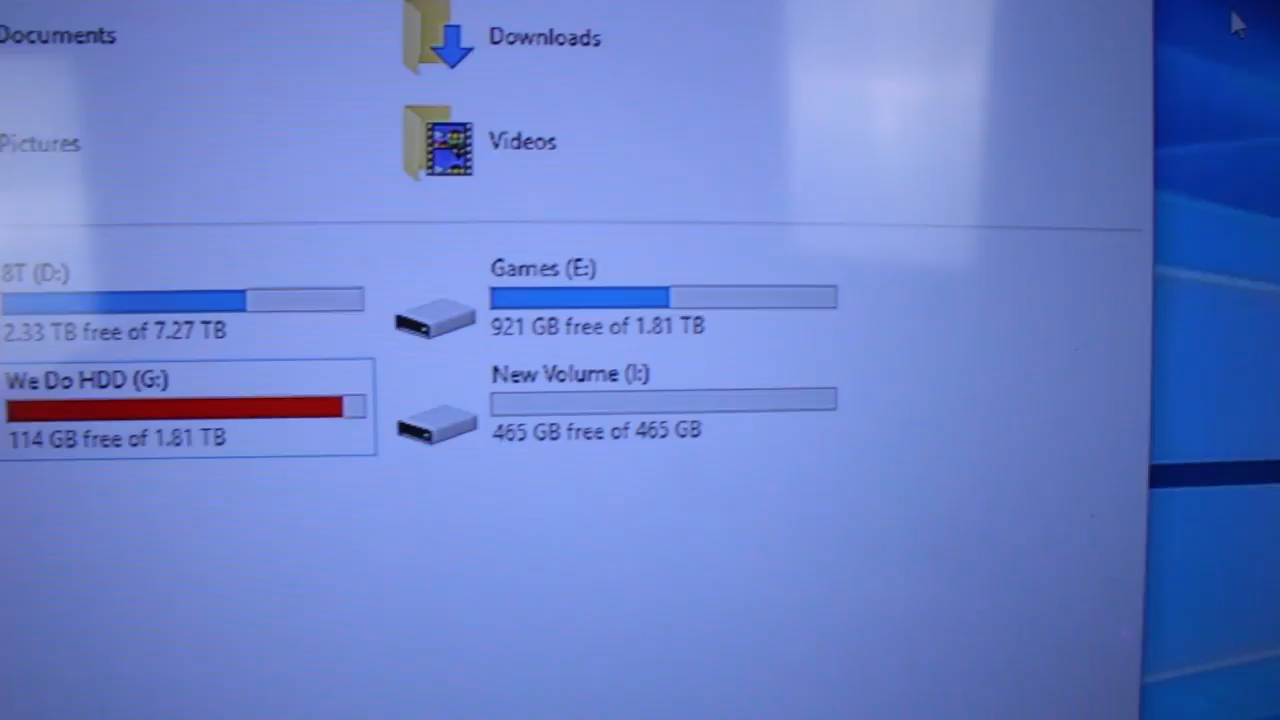 Documents
Downloads
Pictures
Videos
8T (D:)
2.33 TB free of 7.27 TB
Games (E:)
921 GB free of 1.81 TB
We Do HDD (G:)
114 GB free of 1.81 TB
New Volume (I:)
465 GB free of 465 GB